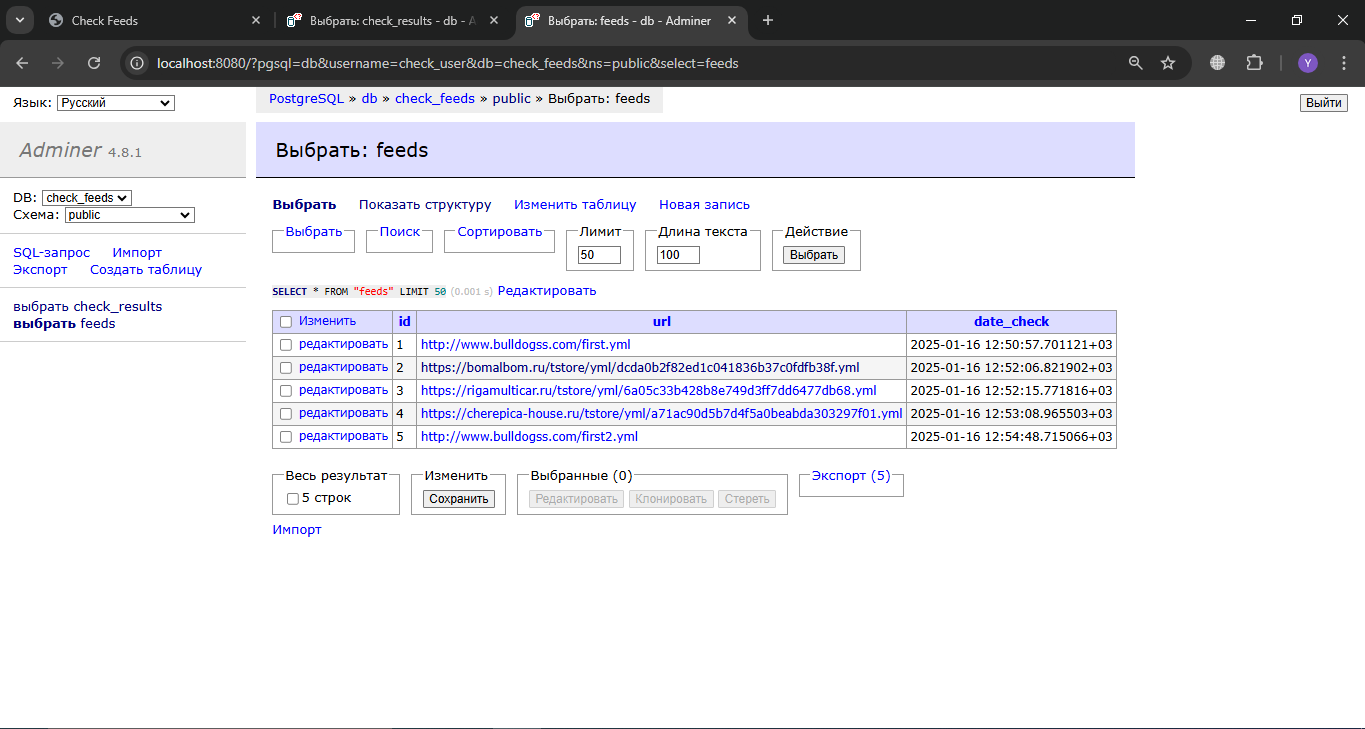 Check Feeds
Выбрать: check_results - db - A
Выбрать: feeds - db - Adminer
localhost:8080/?pgsql=db&username=check_user&db=check_feeds&ns=public&select=feeds
Y
Язык: Русский
PostgreSQL » db » check_feeds » public » Выбрать: feeds
Выйти
Adminer 4.8.1
Выбрать: feeds
DB: check_feeds
Схема: public
SQL-запрос Импорт
Экспорт Создать таблицу
выбрать check_results
выбрать feeds
Выбрать Показать структуру Изменить таблицу Новая запись
Выбрать Поиск Сортировать Лимит Длина текста Действие
50 100 Выбрать
SELECT * FROM "feeds" LIMIT 50 (0.001 s) Редактировать
Изменить id url date_check
редактировать 1 http://www.bulldogss.com/first.yml 2025-01-16 12:50:57.701121+03
редактировать 2 https://bomalbom.ru/tstore/yml/dcda0b2f82ed1c041836b37c0fdfb38f.yml 2025-01-16 12:52:06.821902+03
редактировать 3 https://rigamulticar.ru/tstore/yml/6a05c33b428b8e749d3ff7dd6477db68.yml 2025-01-16 12:52:15.771816+03
редактировать 4 https://cherepica-house.ru/tstore/yml/a71ac90d5b7d4f5a0beabda303297f01.yml 2025-01-16 12:53:08.965503+03
редактировать 5 http://www.bulldogss.com/first2.yml 2025-01-16 12:54:48.715066+03
Весь результат Изменить Выбранные (0) Экспорт (5)
5 строк Сохранить Редактировать Клонировать Стереть
Импорт